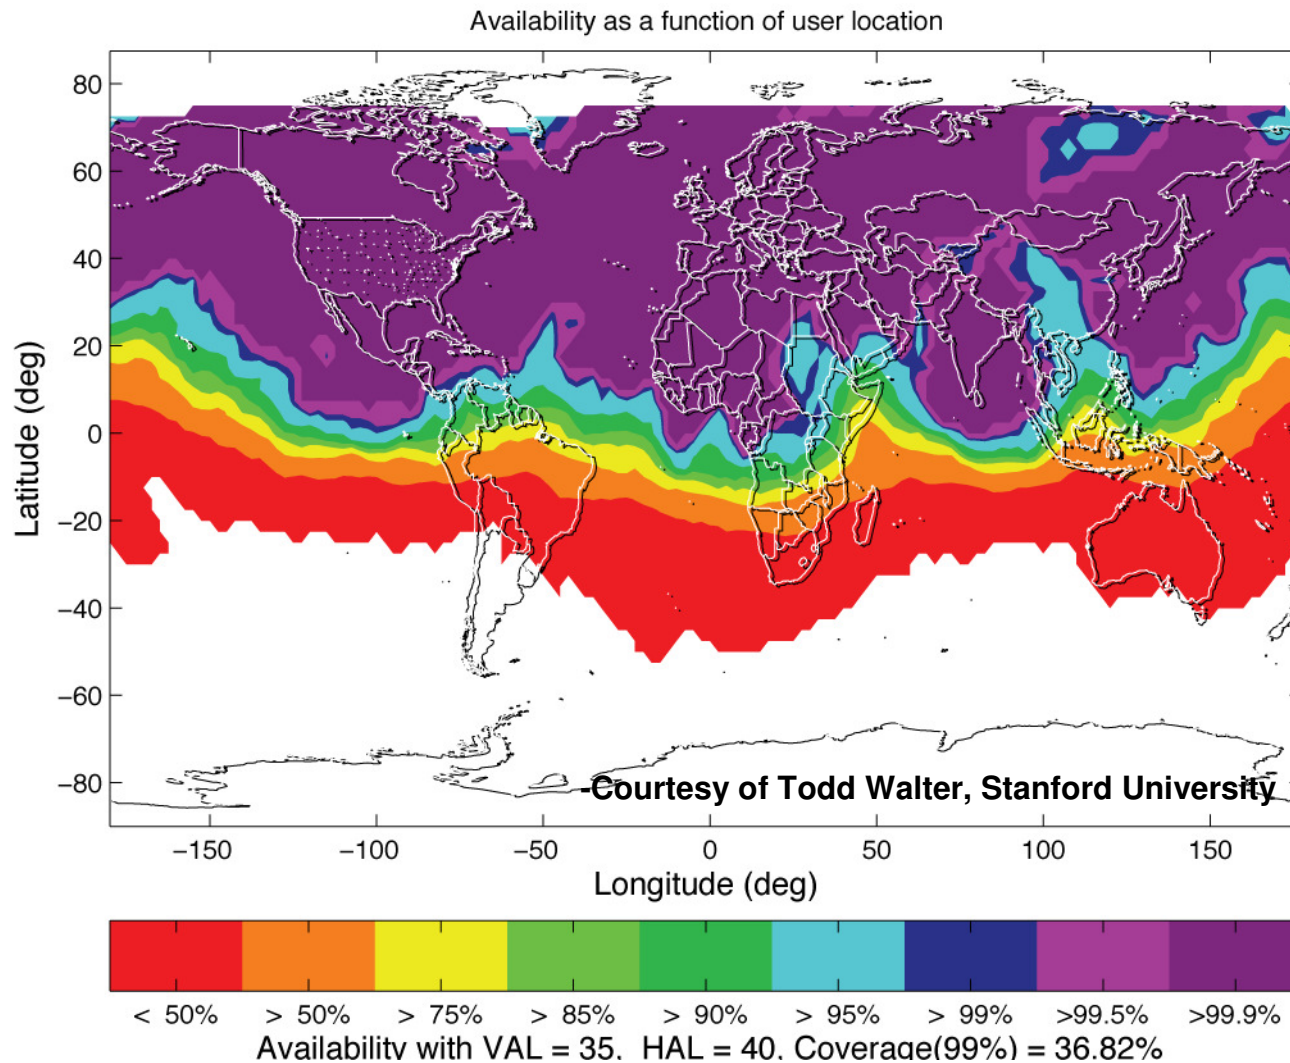 Availability as a function of user location
80
60
40
20
0
−20
−40
−60
−80
Latitude (deg)
-Courtesy of Todd Walter, Stanford University
−150 −100 −50 0 50 100 150
Longitude (deg)
< 50% > 50% > 75% > 85% > 90% > 95% > 99% >99.5% >99.9%
Availability with VAL = 35, HAL = 40, Coverage(99%) = 36.82%